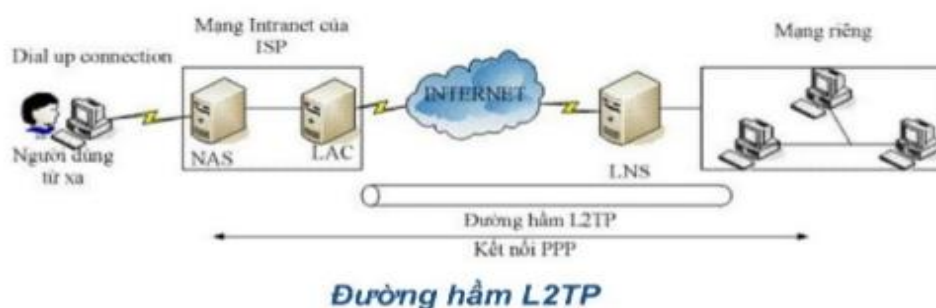 Mạng Intranet của
ISP
Mạng riêng
Dial up connection
INTERNET
NAS
LAC
LNS
Người dùng
từ xa
Đường hầm L2TP
Kết nối PPP
Đường hầm L2TP